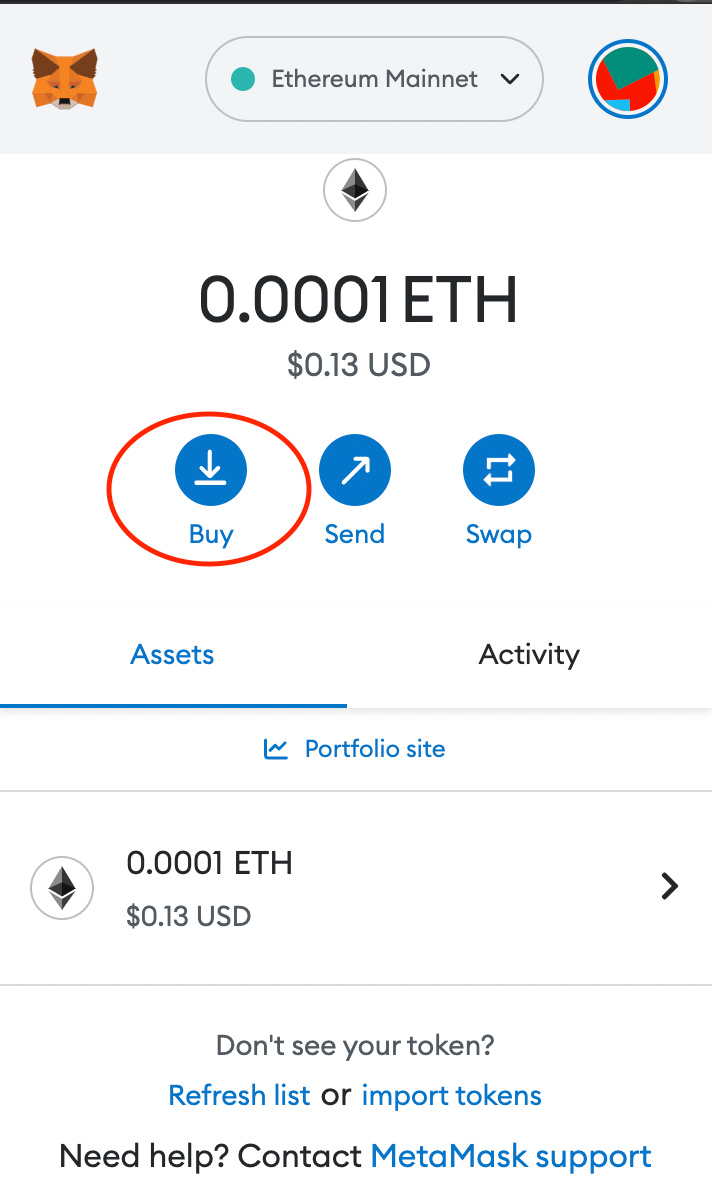 Ethereum Mainnet
0.0001 ETH
$0.13 USD
Buy Send Swap
Assets Activity
Portfolio site
0.0001 ETH
$0.13 USD
Don't see your token?
Refresh list or import tokens
Need help? Contact MetaMask support